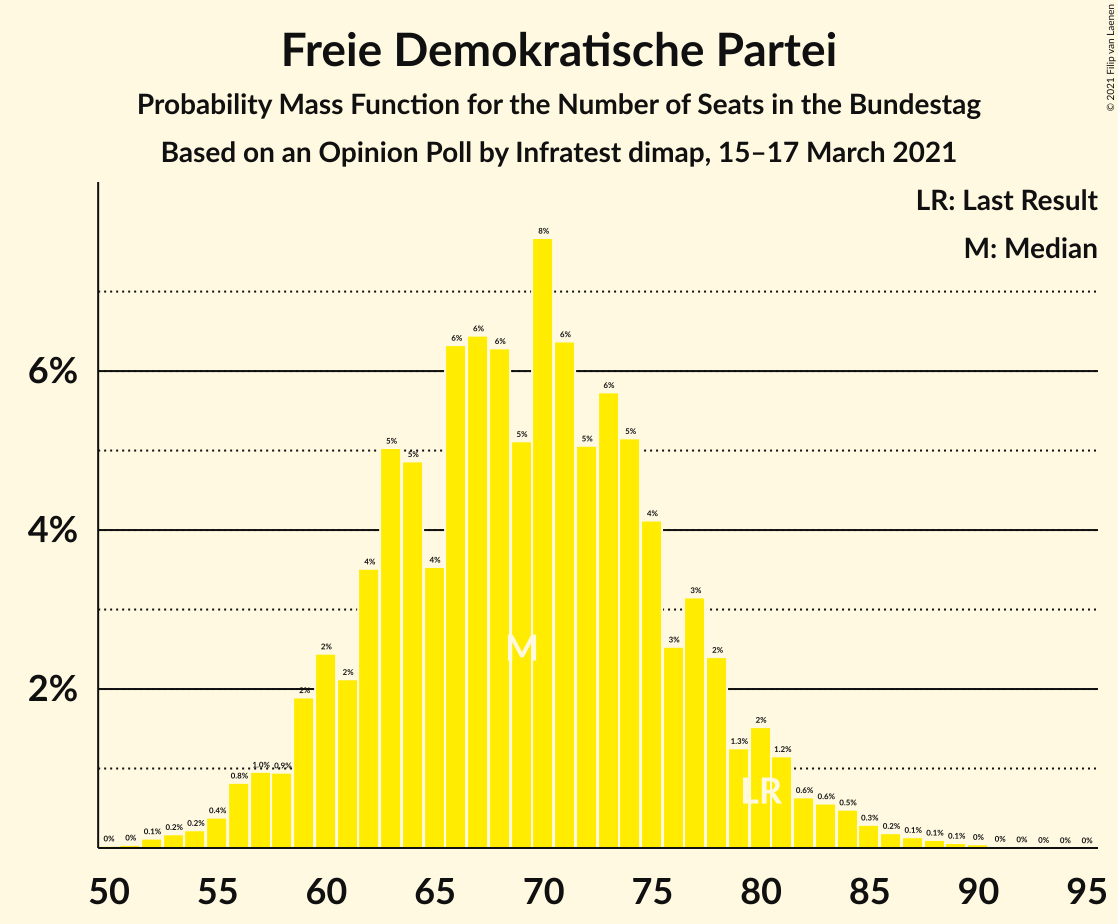 Freie Demokratische Partei
Probability Mass Function for the Number of Seats in the Bundestag
Based on an Opinion Poll by Infratest dimap, 15–17 March 2021
© 2021 Filip van Laenen
LR: Last Result
M: Median
6%
4%
2%
0% 0% 0.1% 0.2% 0.2% 0.4% 0.8% 1.0% 0.9% 2% 2% 2% 4% 5% 5% 4% 6% 6% 6% 5% 8% 6% 5% 6% 5% 4% 3% 3% 2% 1.3% 2% 1.2% 0.6% 0.6% 0.5% 0.3% 0.2% 0.1% 0.1% 0.1% 0% 0% 0% 0% 0% 0%
M
LR
50 55 60 65 70 75 80 85 90 95